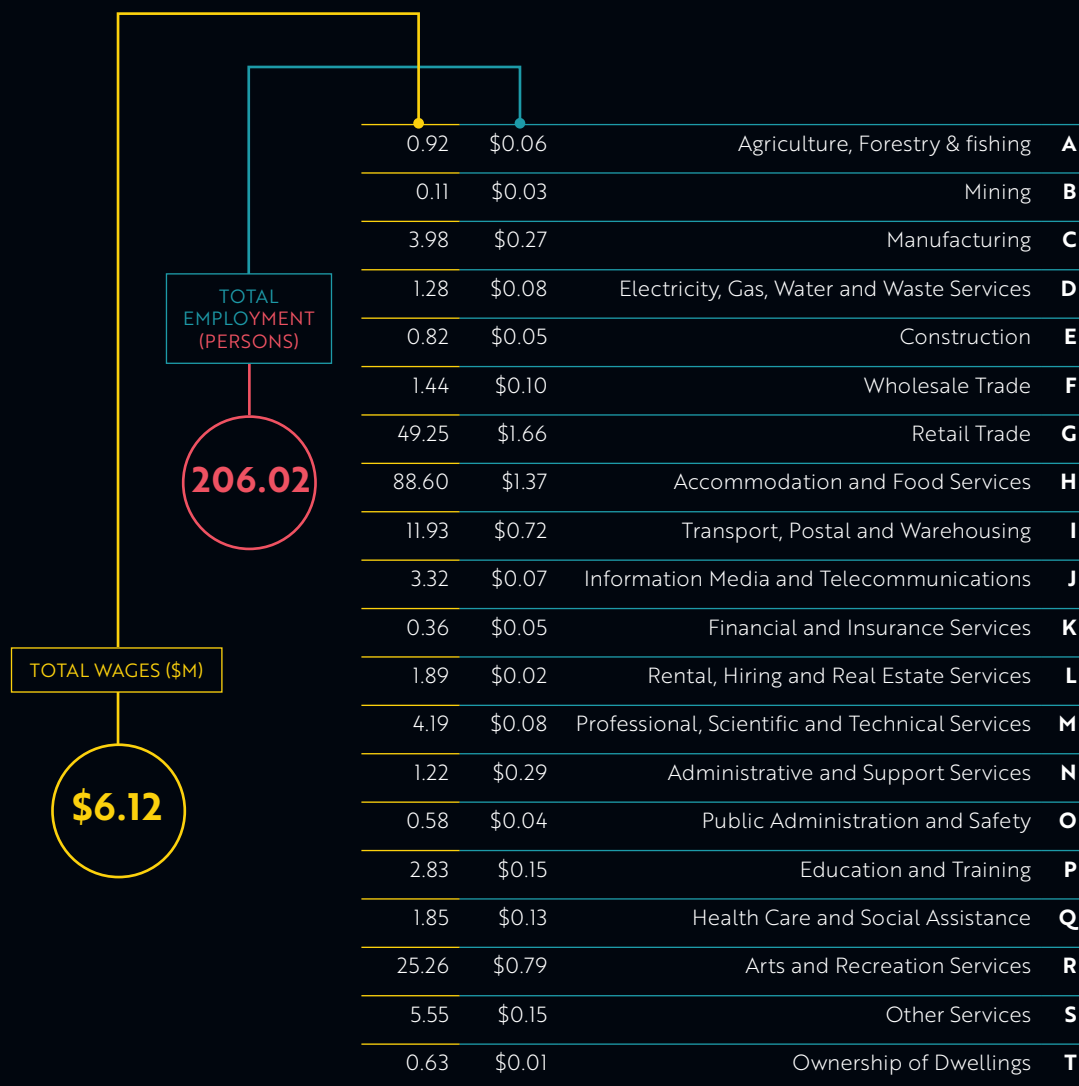 TOTAL
EMPLOYMENT
(PERSONS)
206.02
TOTAL WAGES ($M)
$6.12
0.92 $0.06 Agriculture, Forestry & fishing A
0.11 $0.03 Mining B
3.98 $0.27 Manufacturing C
1.28 $0.08 Electricity, Gas, Water and Waste Services D
0.82 $0.05 Construction E
1.44 $0.10 Wholesale Trade F
49.25 $1.66 Retail Trade G
88.60 $1.37 Accommodation and Food Services H
11.93 $0.72 Transport, Postal and Warehousing I
3.32 $0.07 Information Media and Telecommunications J
0.36 $0.05 Financial and Insurance Services K
1.89 $0.02 Rental, Hiring and Real Estate Services L
4.19 $0.08 Professional, Scientific and Technical Services M
1.22 $0.29 Administrative and Support Services N
0.58 $0.04 Public Administration and Safety O
2.83 $0.15 Education and Training P
1.85 $0.13 Health Care and Social Assistance Q
25.26 $0.79 Arts and Recreation Services R
5.55 $0.15 Other Services S
0.63 $0.01 Ownership of Dwellings T